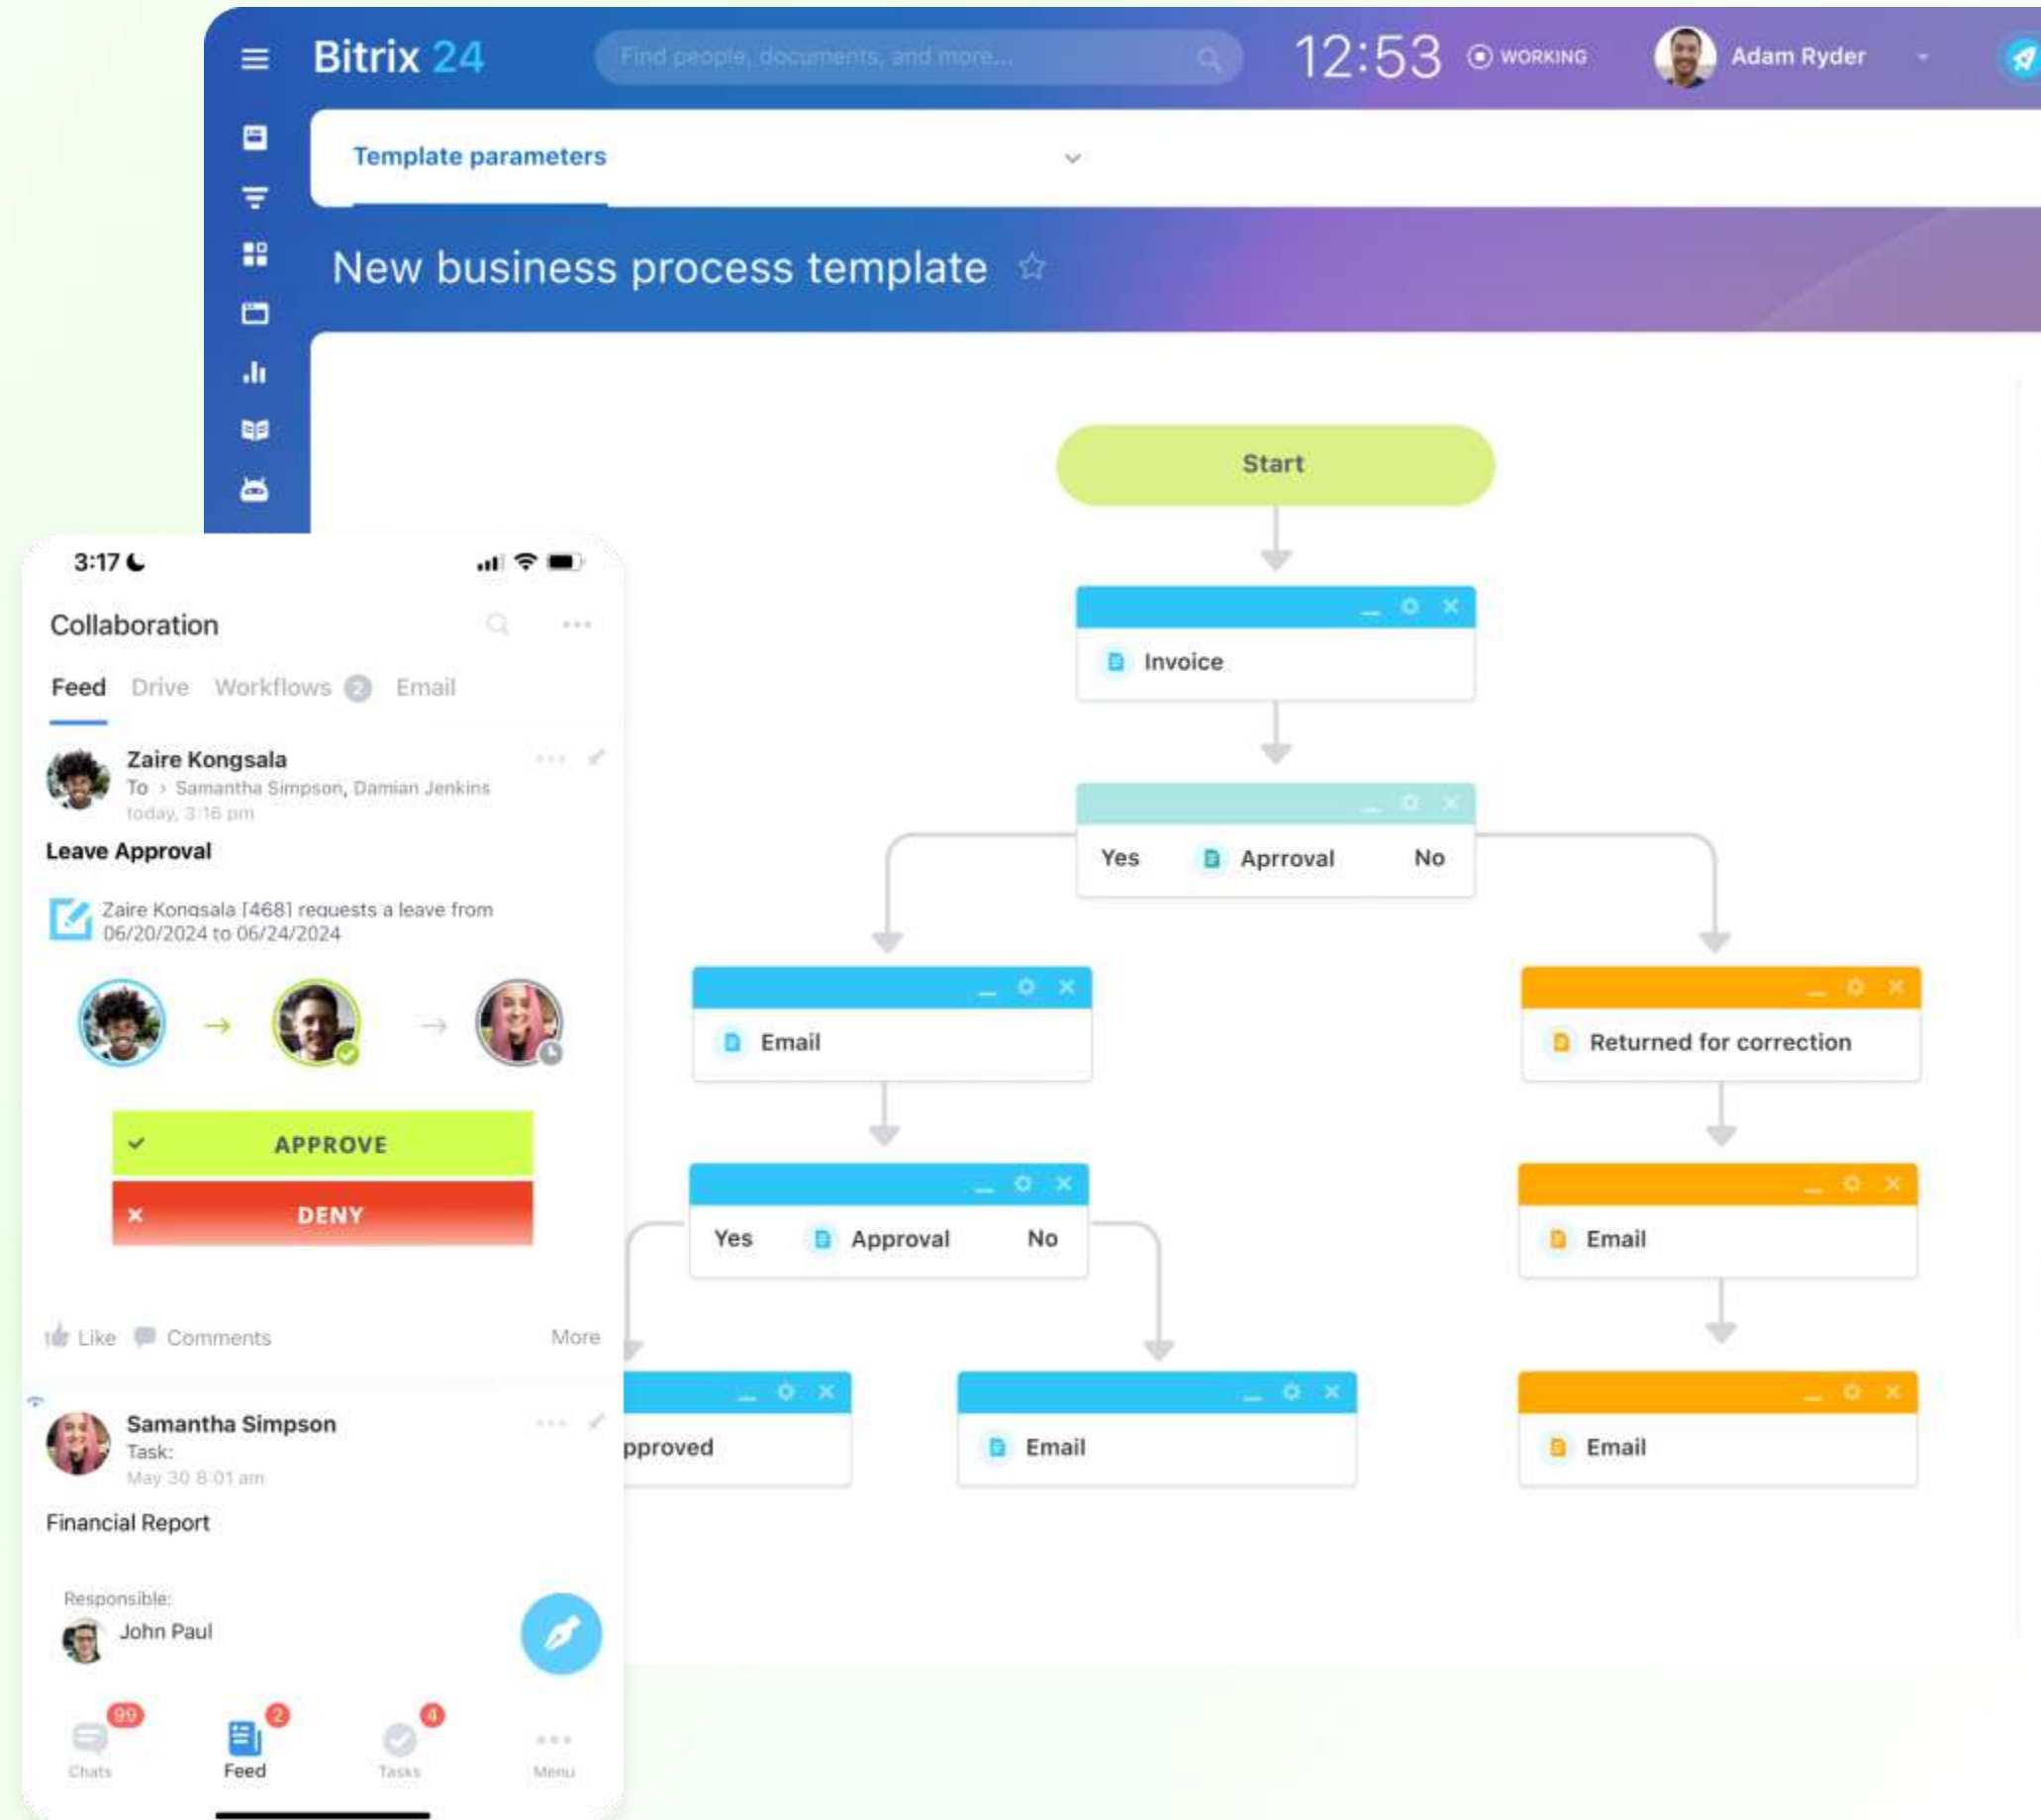 Bitrix 24
Find people, documents, and more...
12:53
WORKING
Adam Ryder
Template parameters
New business process template
Start
Invoice
Yes Aprroval No
Email
Returned for correction
Yes Approval No
Email
pproved
Email
Email
3:17
Collaboration
Feed Drive Workflows 2 Email
Zaire Kongsala
To > Samantha Simpson, Damian Jenkins
today, 3:16 pm
Leave Approval
Zaire Kongsala [468] requests a leave from
06/20/2024 to 06/24/2024
APPROVE
DENY
Like Comments More
Samantha Simpson
Task:
May 30 8:01 am
Financial Report
Responsible:
John Paul
99 2 4
Chats Feed Tasks Menu